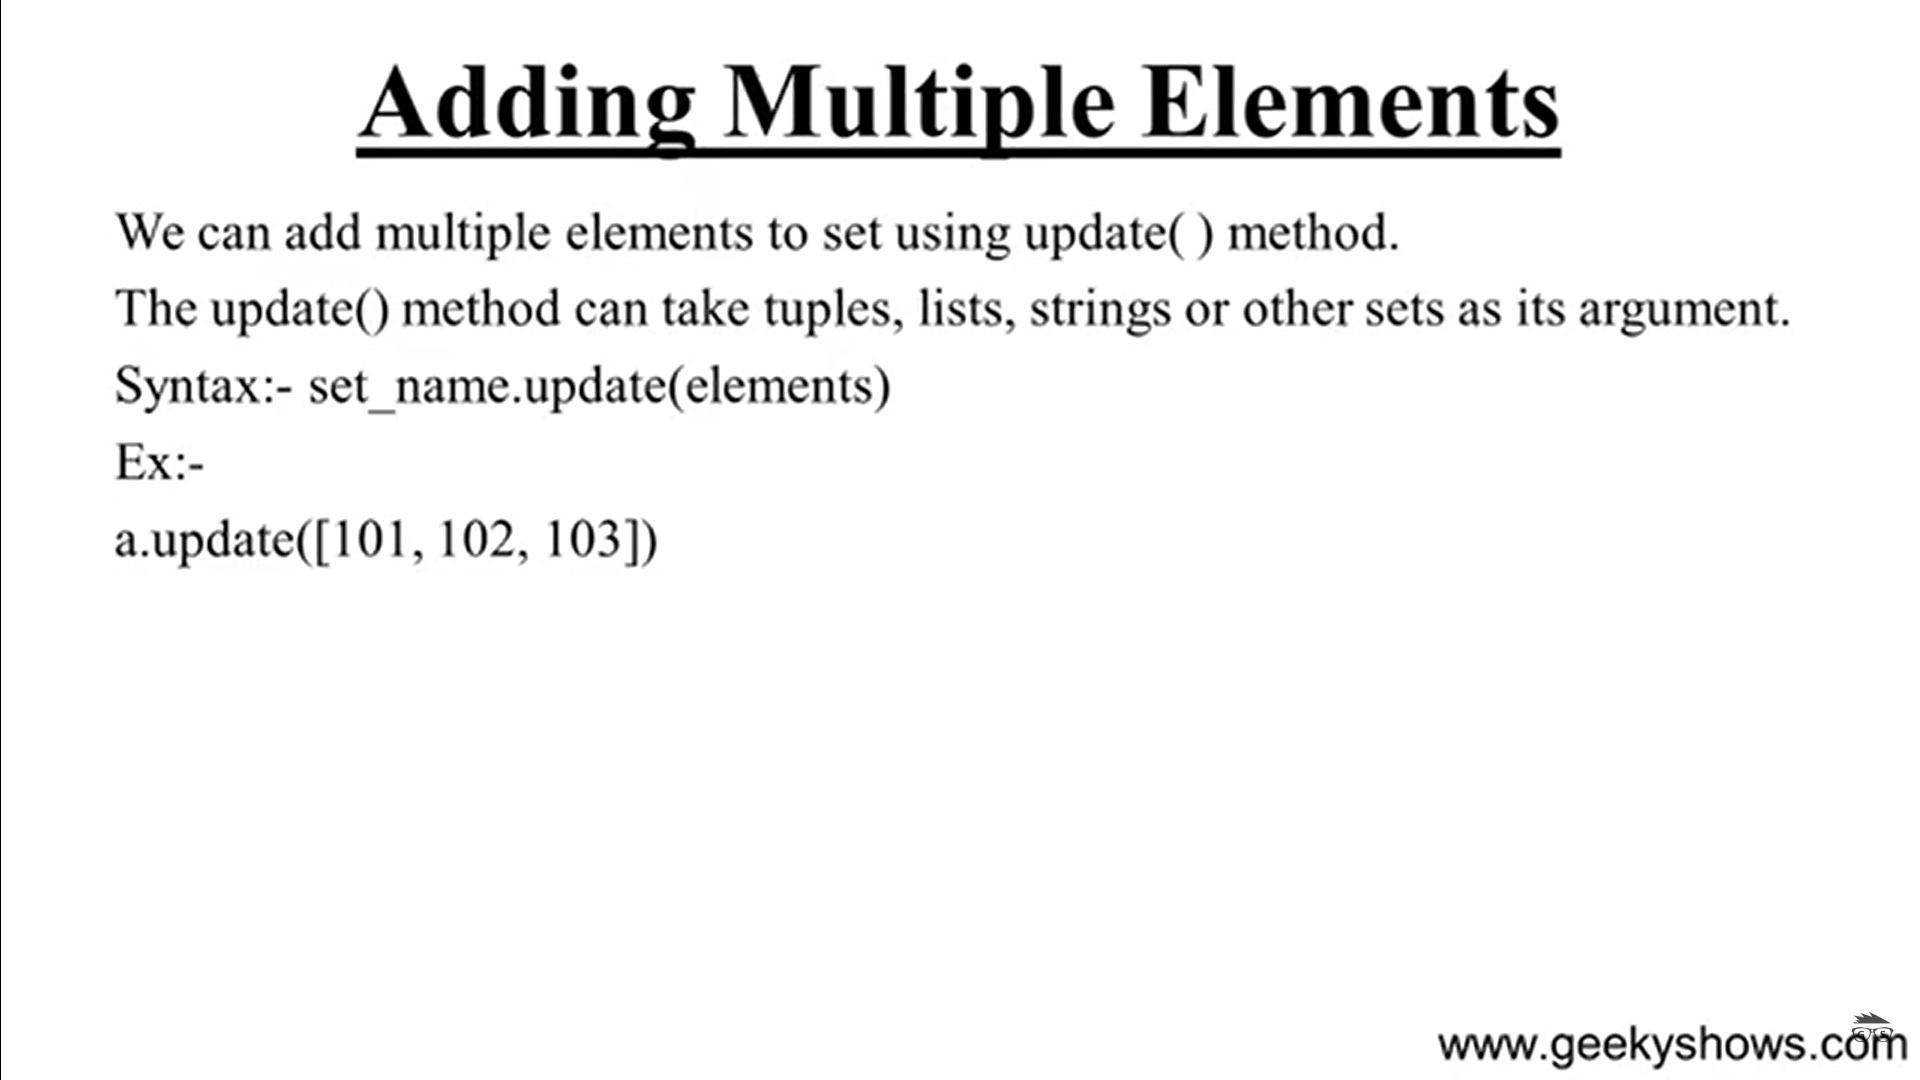 Adding Multiple Elements
We can add multiple elements to set using update( ) method.
The update() method can take tuples, lists, strings or other sets as its argument.
Syntax:- set_name.update(elements)
Ex:-
a.update([101, 102, 103])
www.geekyshows.com